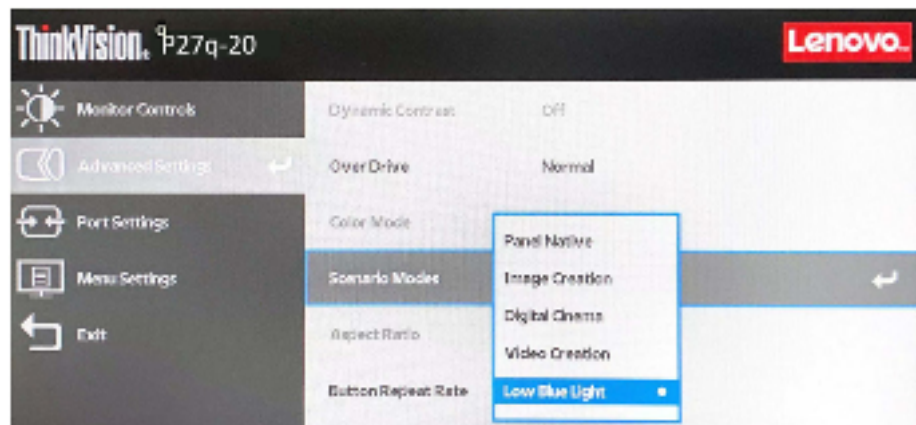 ThinkVision P27q-20
Lenovo
Monitor Controls
Advanced Settings
Port Settings
Menu Settings
Exit
Dynamic Contrast Off
Over Drive Normal
Color Mode
Scenario Modes
Aspect Ratio
Button Repeat Rate
Panel Native
Image Creation
Digital Cinema
Video Creation
Low Blue Light